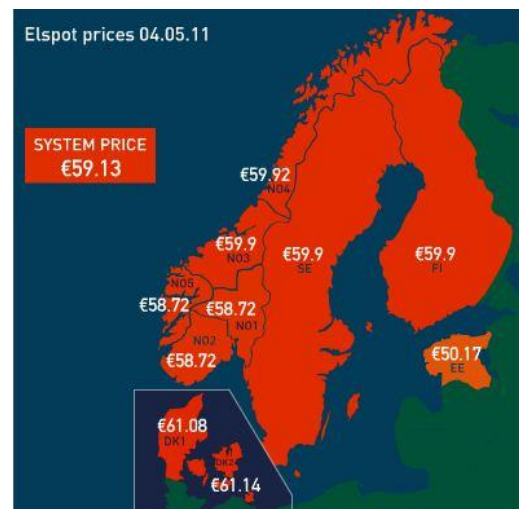 Elspot prices 04.05.11
SYSTEM PRICE
€59.13
€59.92
NO4
€59.9
NO3
€59.9
SE
€59.9
FI
NO5
€58.72
€58.72
NO1
NO2
€58.72
€50.17
EE
€61.08
DK1
DK2
€61.14